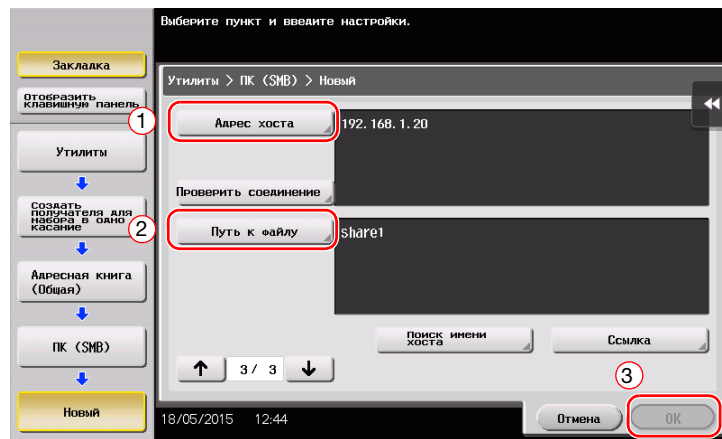 Выберите пункт и введите настройки.
Закладка
Отобразить
клавишную панель
1
Утилиты
Создать
получателя для
набора в одно
касание
2
Адресная книга
(Общая)
ПК (SMB)
Новый
Утилиты > ПК (SMB) > Новый
Адрес хоста
192.168.1.20
Проверить соединение
Путь к файлу
share1
Поиск имени
хоста
Ссылка
3/ 3
3
18/05/2015 12:44
Отмена
OK